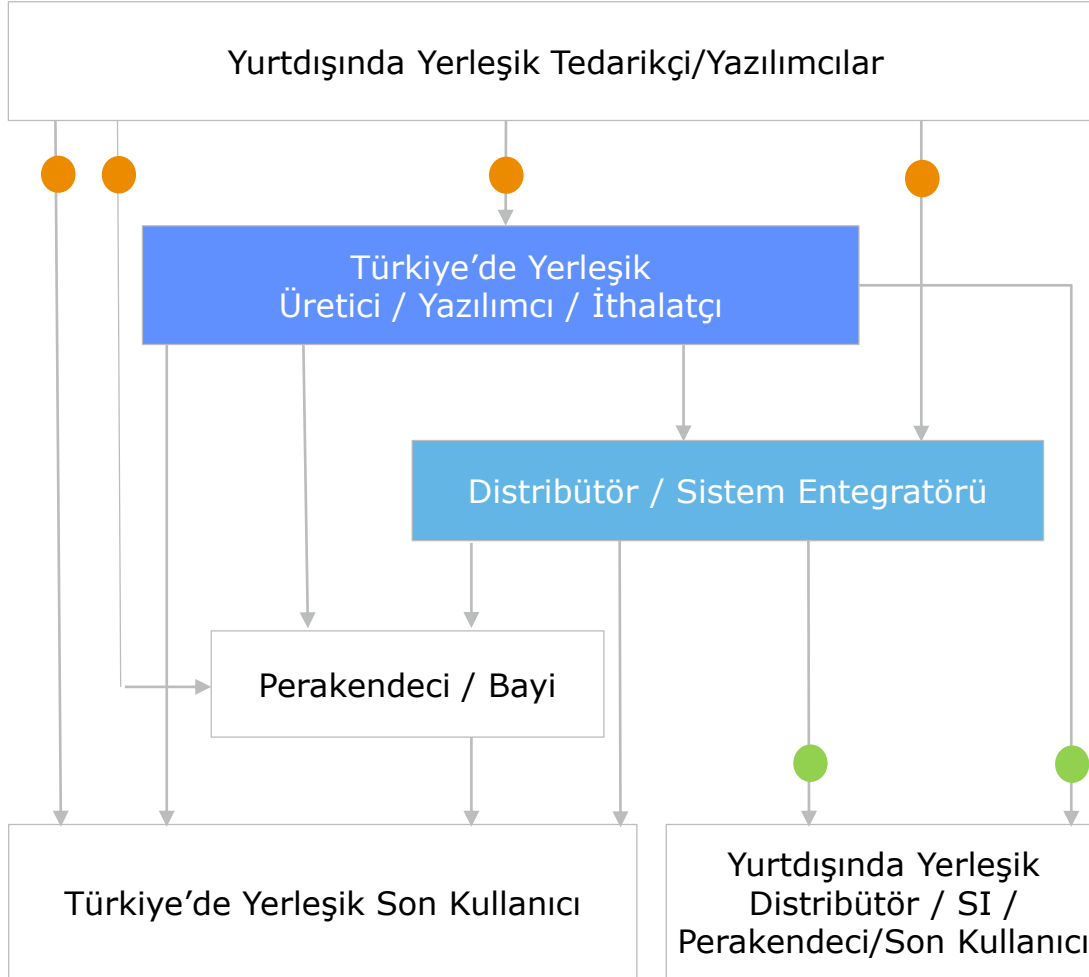 Yurtdışında Yerleşik Tedarikçi/Yazılımcılar
Türkiye’de Yerleşik
Üretici / Yazılımcı / İthalatçı
Distribütör / Sistem Entegratörü
Perakendeci / Bayi
Türkiye’de Yerleşik Son Kullanıcı
Yurtdışında Yerleşik
Distribütör / SI /
Perakendeci/Son Kullanıcı